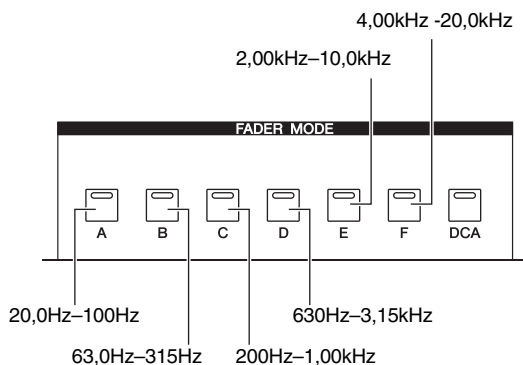 4,00kHz -20,0kHz
2,00kHz–10,0kHz
FADER MODE
A B C D E F DCA
20,0Hz–100Hz
630Hz–3,15kHz
63,0Hz–315Hz
200Hz–1,00kHz